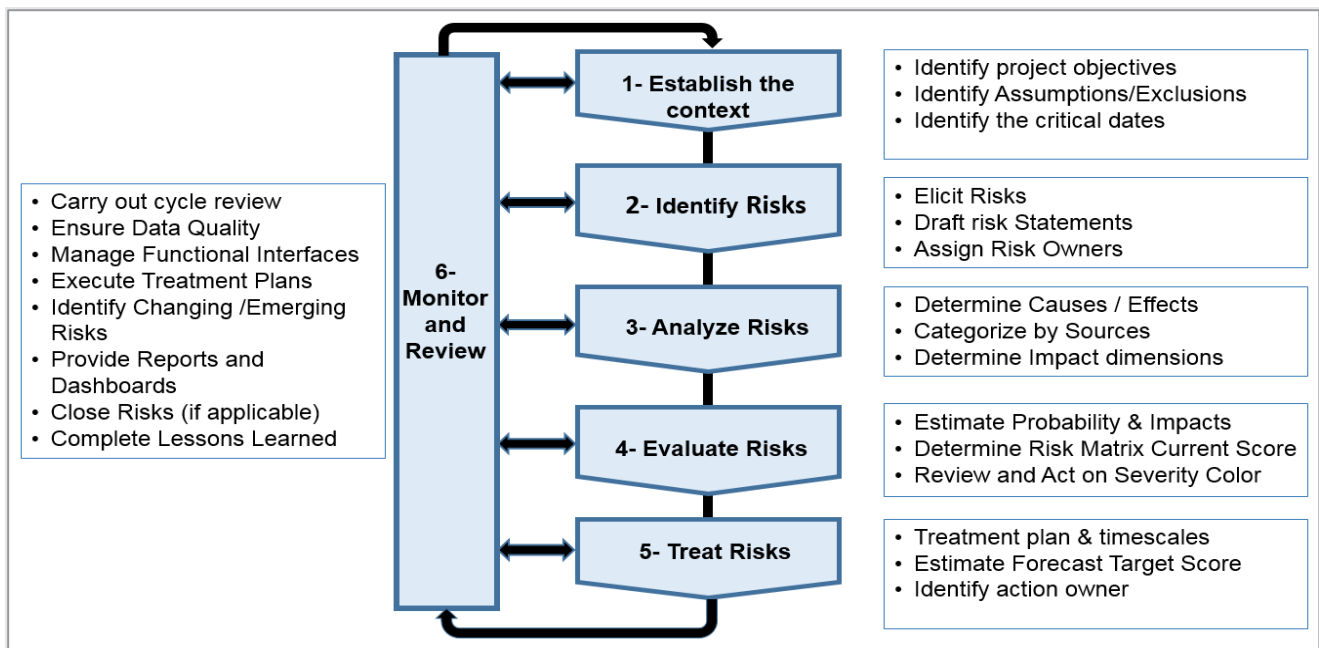 1- Establish the
context
• Identify project objectives
• Identify Assumptions/Exclusions
• Identify the critical dates
2- Identify Risks
• Elicit Risks
• Draft risk Statements
• Assign Risk Owners
3- Analyze Risks
• Determine Causes / Effects
• Categorize by Sources
• Determine Impact dimensions
4- Evaluate Risks
• Estimate Probability & Impacts
• Determine Risk Matrix Current Score
• Review and Act on Severity Color
5- Treat Risks
• Treatment plan & timescales
• Estimate Forecast Target Score
• Identify action owner
6-
Monitor
and
Review
• Carry out cycle review
• Ensure Data Quality
• Manage Functional Interfaces
• Execute Treatment Plans
• Identify Changing /Emerging
Risks
• Provide Reports and
Dashboards
• Close Risks (if applicable)
• Complete Lessons Learned